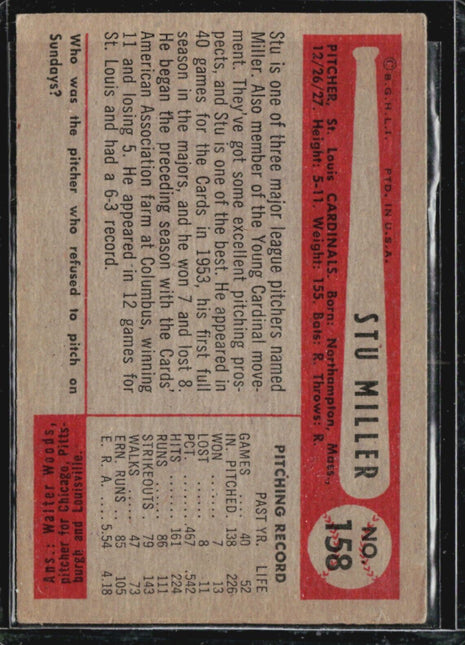 © B.G.H.L.I. PTD. IN U.S.A.
STU MILLER
NO.
158
PITCHER, St. Louis CARDINALS. Born: Northampton, Mass.,
12/26/27. Height: 5-11. Weight: 155. Bats: R. Throws: R.
Stu is one of three major league pitchers named
Miller. Also member of the Young Cardinal move-
ment. They've got some excellent pitching pros-
pects, and Stu is one of the best. He appeared in
40 games for the Cards in 1953, his first full
season in the majors, and he won 7 and lost 8.
He began the preceding season with the Cards'
American Association farm at Columbus, winning
11 and losing 5. He appeared in 12 games for
St. Louis and had a 6-3 record.
PITCHING RECORD
PAST YR. LIFE
GAMES ...... 40 52
IN. PITCHED. 138 226
WON ....... 7 13
LOST ....... 8 11
PCT. ....... .467 .542
HITS ....... 161 224
RUNS ....... 86 111
STRIKEOUTS . 79 143
WALKS ..... 47 73
ERN. RUNS .. 85 105
E. R. A. ..... 5.54 4.18
Who was the pitcher who refused to pitch on
Sundays?
Ans.: Walter Woods,
pitcher for Chicago, Pitts-
burgh and Louisville.